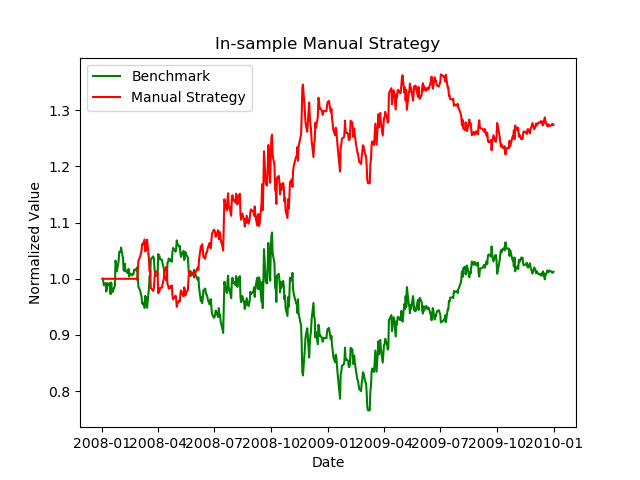 In-sample Manual Strategy
Benchmark
Manual Strategy
Normalized Value
1.3
1.2
1.1
1.0
0.9
0.8
2008-01 2008-04 2008-07 2008-10 2009-01 2009-04 2009-07 2009-10 2010-01
Date